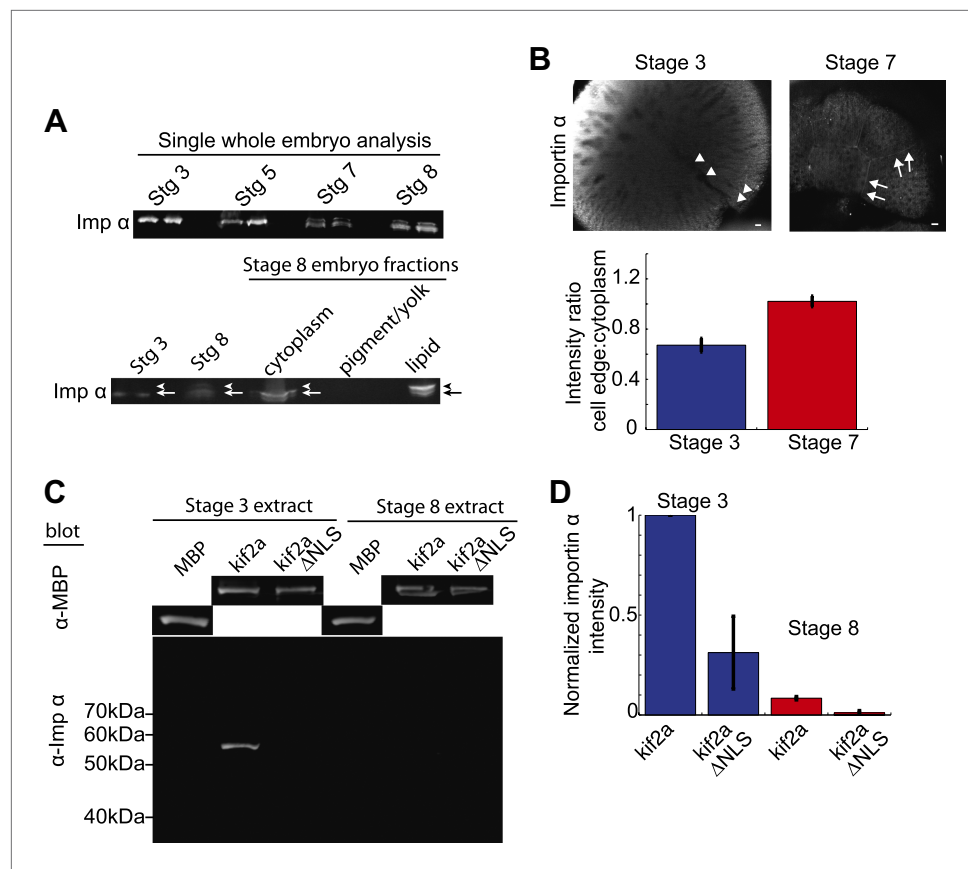 A
Single whole embryo analysis
Stg 3 Stg 5 Stg 7 Stg 8
Imp α
Stage 8 embryo fractions
Stg 3 Stg 8 cytoplasm pigment/yolk lipid
Imp α
B
Stage 3 Stage 7
Importin α
Intensity ratio
cell edge:cytoplasm
1.2
0.8
0.4
0
Stage 3 Stage 7
C
Stage 3 extract Stage 8 extract
blot
MBP kif2a kif2a ΔNLS MBP kif2a kif2a ΔNLS
α-MBP
α-Imp α
70kDa
60kDa
50kDa
40kDa
D
Normalized importin α
intensity
1
0.5
0
Stage 3
Stage 8
kif2a kif2a ΔNLS kif2a kif2a ΔNLS